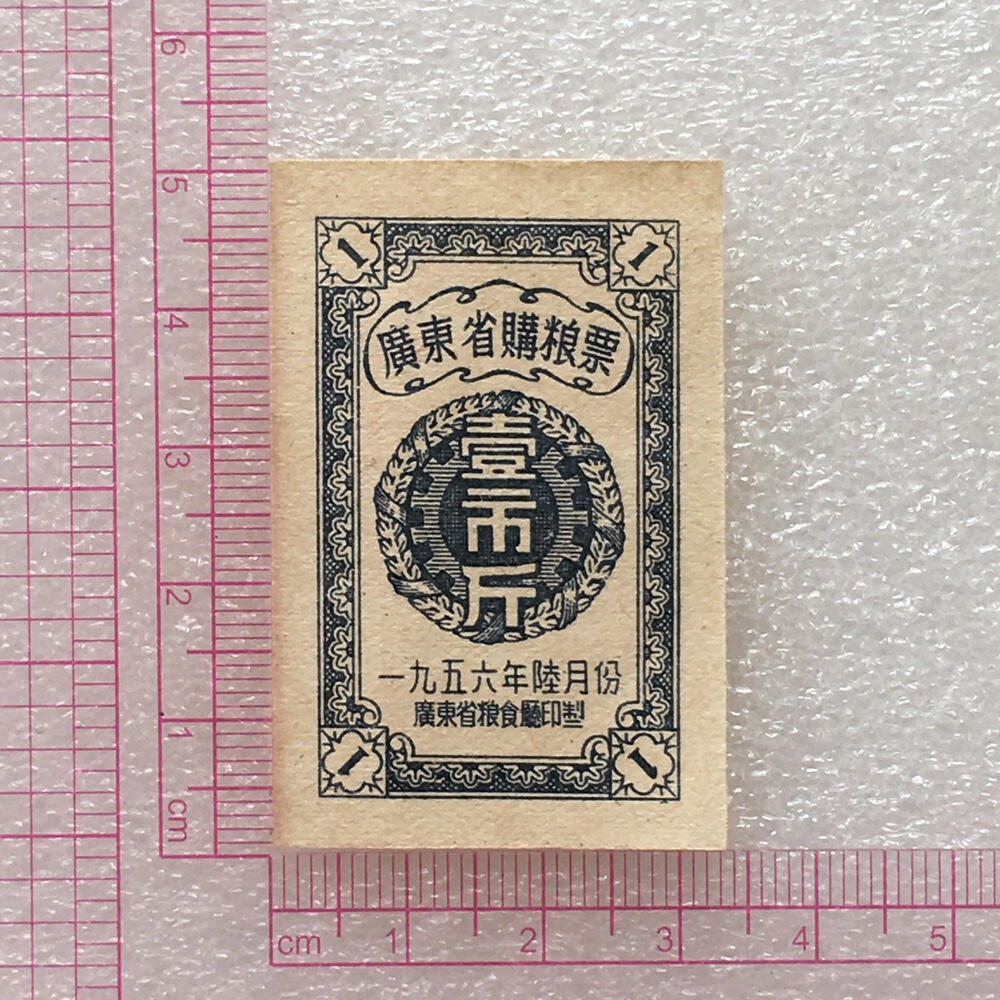 6
5
4
3
2
1
cm
1 1
廣東省購粮票
壹
市
斤
一九五六年陸月份
廣東省粮食廳印製
1 1
cm 1 2 3 4 5